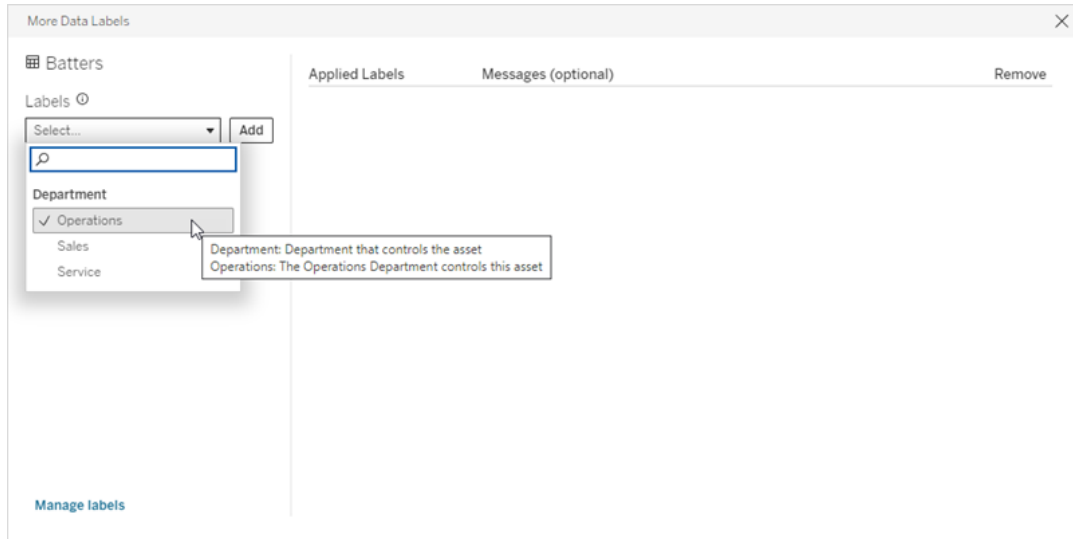 More Data Labels
Batters
Labels
Select...
Add
Department
Operations
Sales
Service
Department: Department that controls the asset
Operations: The Operations Department controls this asset
Manage labels
Applied Labels
Messages (optional)
Remove